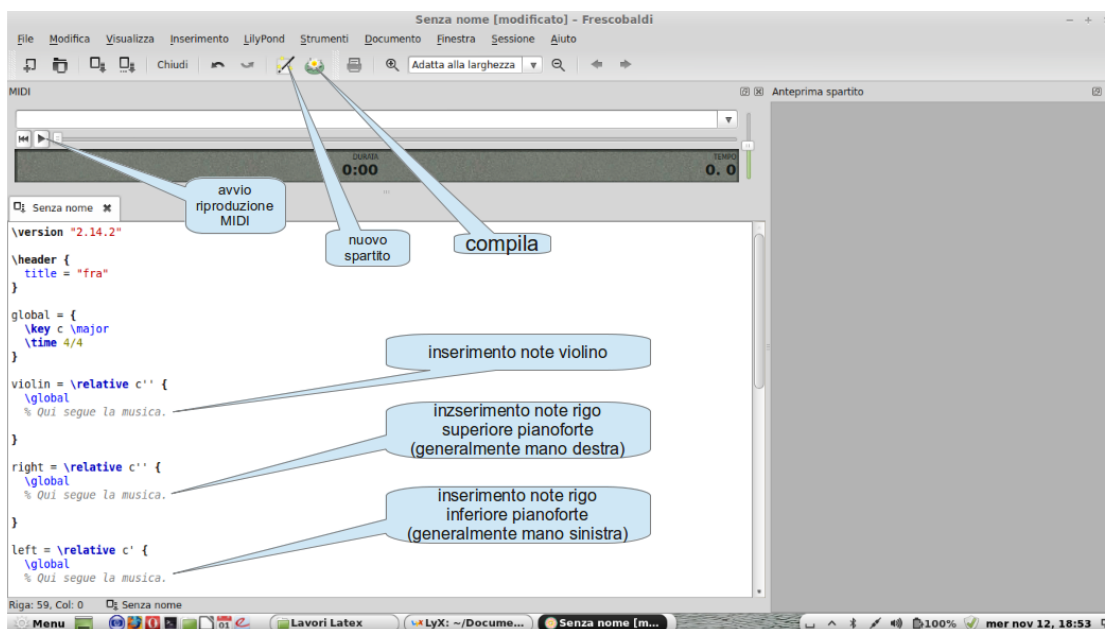 Senza nome [modificato] - Frescobaldi
File Modifica Visualizza Inserimento LilyPond Strumenti Documento Finestra Sessione Aiuto
Chiudi Adatta alla larghezza
MIDI
Anteprima spartito
DURATA
0:00
TEMPO
0. 0
avvio
riproduzione
MIDI
nuovo
spartito
compila
Senza nome
\version "2.14.2"
\header {
title = "fra"
}
global = {
\key c \major
\time 4/4
}
inserimento note violino
violin = \relative c'' {
\global
% Qui segue la musica.
}
inzserimento note rigo
superiore pianoforte
(generalmente mano destra)
right = \relative c'' {
\global
% Qui segue la musica.
}
inserimento note rigo
inferiore pianoforte
(generalmente mano sinistra)
left = \relative c' {
\global
% Qui segue la musica.
Riga: 59, Col: 0 Senza nome
Menu 01 Lavori Latex LyX: ~/Docume... Senza nome [m... 100% mer nov 12, 18:53